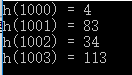 h(1000) = 4
h(1001) = 83
h(1002) = 34
h(1003) = 113